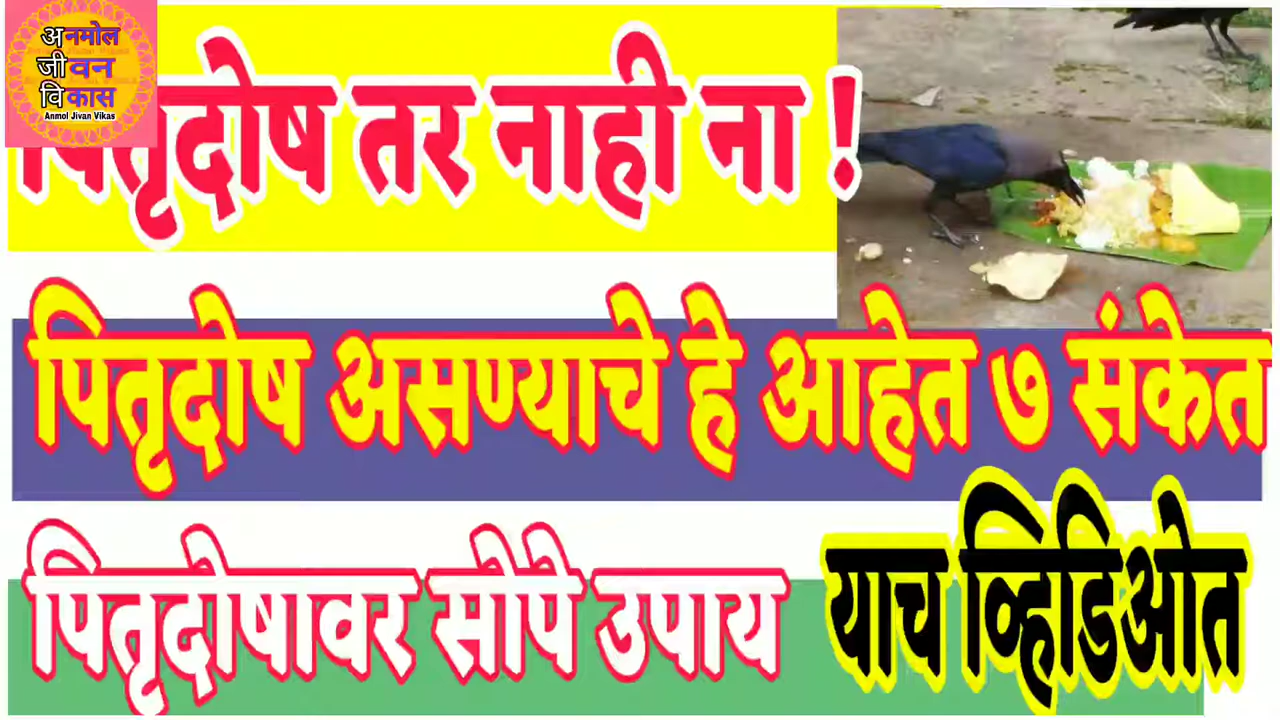 अनमोल
जीवन
विकास
Anmol Jivan Vikas
पितृदोष तर नाही ना !
पितृदोष असण्याचे हे आहेत ७ संकेत
पितृदोषावर सोपे उपाय
याच व्हिडिओत